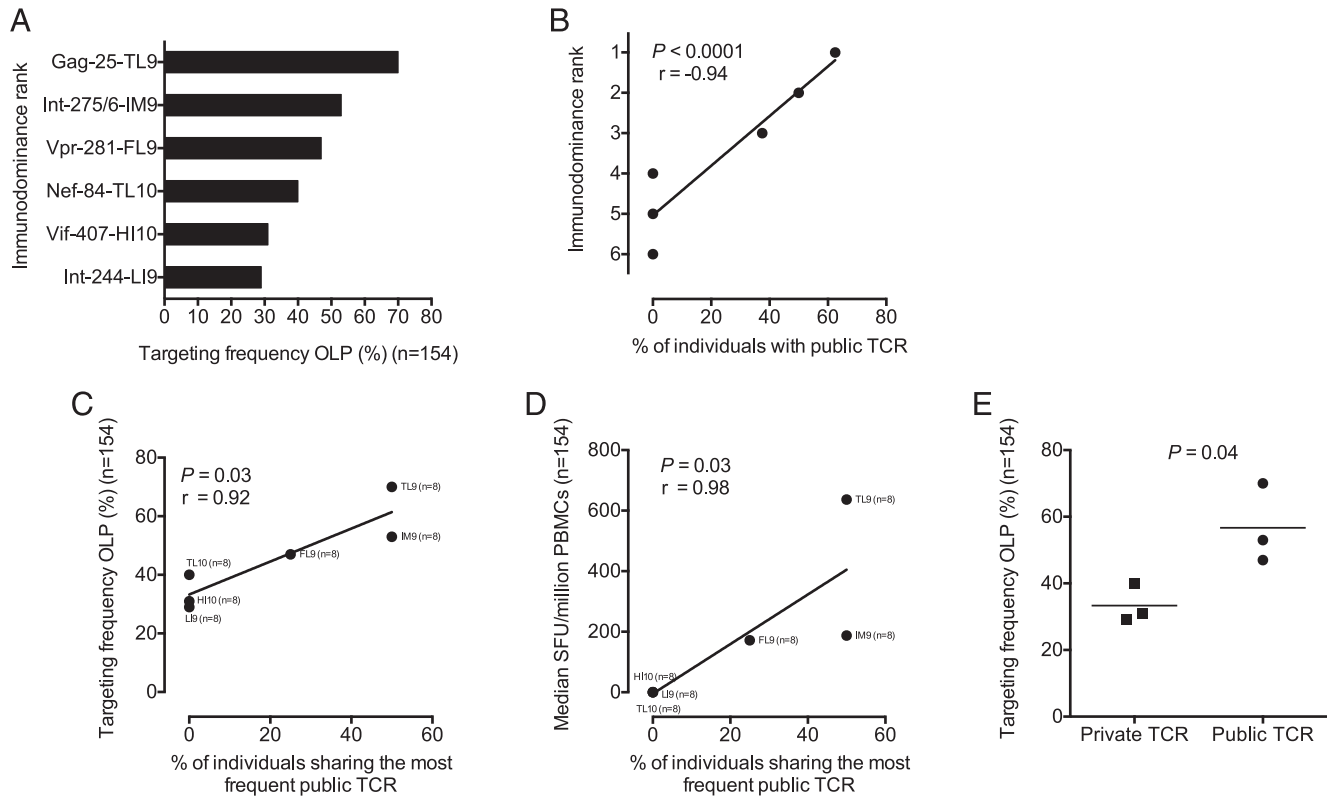 A
Immunodominance rank
Gag-25-TL9
Int-275/6-IM9
Vpr-281-FL9
Nef-84-TL10
Vif-407-HI10
Int-244-LI9
0 10 20 30 40 50 60 70 80
Targeting frequency OLP (%) (n=154)
B
Immunodominance rank
P < 0.0001
r = -0.94
1
2
3
4
5
6
0 20 40 60 80
% of individuals with public TCR
C
Targeting frequency OLP (%) (n=154)
P = 0.03
r = 0.92
80
60
40
20
0
TL9 (n=8)
IM9 (n=8)
FL9 (n=8)
TL10 (n=8)
HI10 (n=8)
LI9 (n=8)
0 20 40 60
% of individuals sharing the most
frequent public TCR
D
Median SFU/million PBMCs (n=154)
P = 0.03
r = 0.98
800
600
400
200
0
TL9 (n=8)
IM9 (n=8)
FL9 (n=8)
HI10 (n=8)
LI9 (n=8)
TL10 (n=8)
0 20 40 60
% of individuals sharing the most
frequent public TCR
E
Targeting frequency OLP (%) (n=154)
P = 0.04
80
60
40
20
0
Private TCR Public TCR